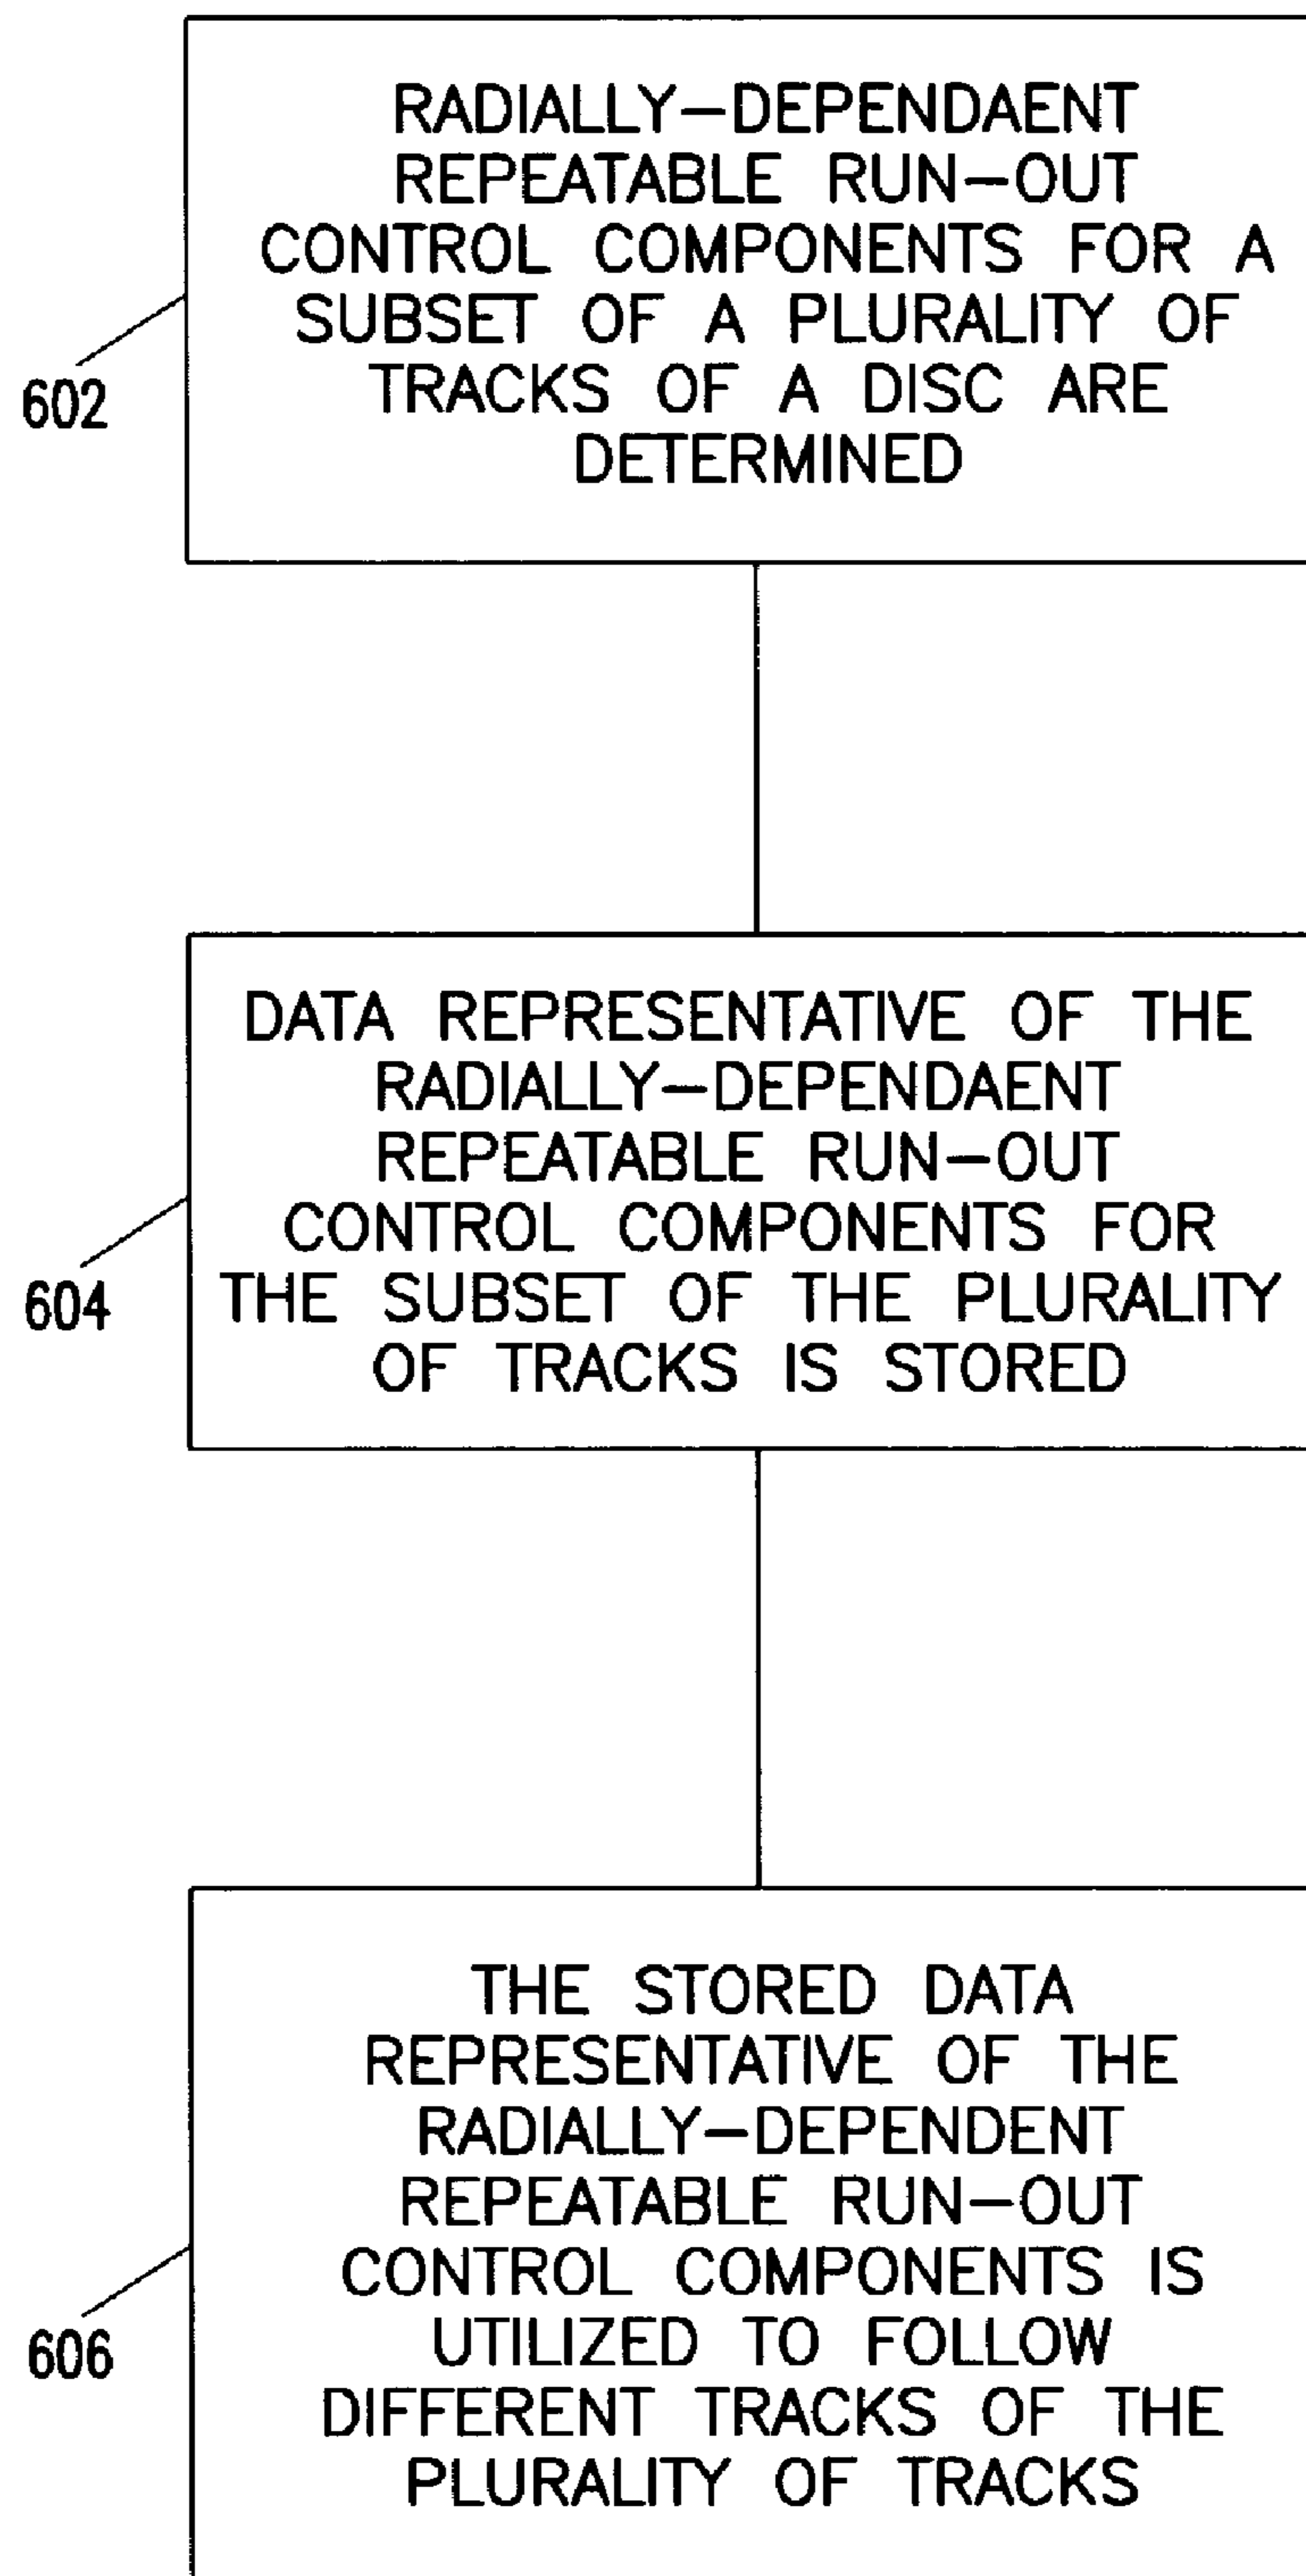 RADIALLY-DEPENDAENT
REPEATABLE RUN-OUT
CONTROL COMPONENTS FOR A
SUBSET OF A PLURALITY OF
TRACKS OF A DISC ARE
DETERMINED
602
DATA REPRESENTATIVE OF THE
RADIALLY-DEPENDAENT
REPEATABLE RUN-OUT
CONTROL COMPONENTS FOR
THE SUBSET OF THE PLURALITY
OF TRACKS IS STORED
604
THE STORED DATA
REPRESENTATIVE OF THE
RADIALLY-DEPENDENT
REPEATABLE RUN-OUT
CONTROL COMPONENTS IS
UTILIZED TO FOLLOW
DIFFERENT TRACKS OF THE
PLURALITY OF TRACKS
606